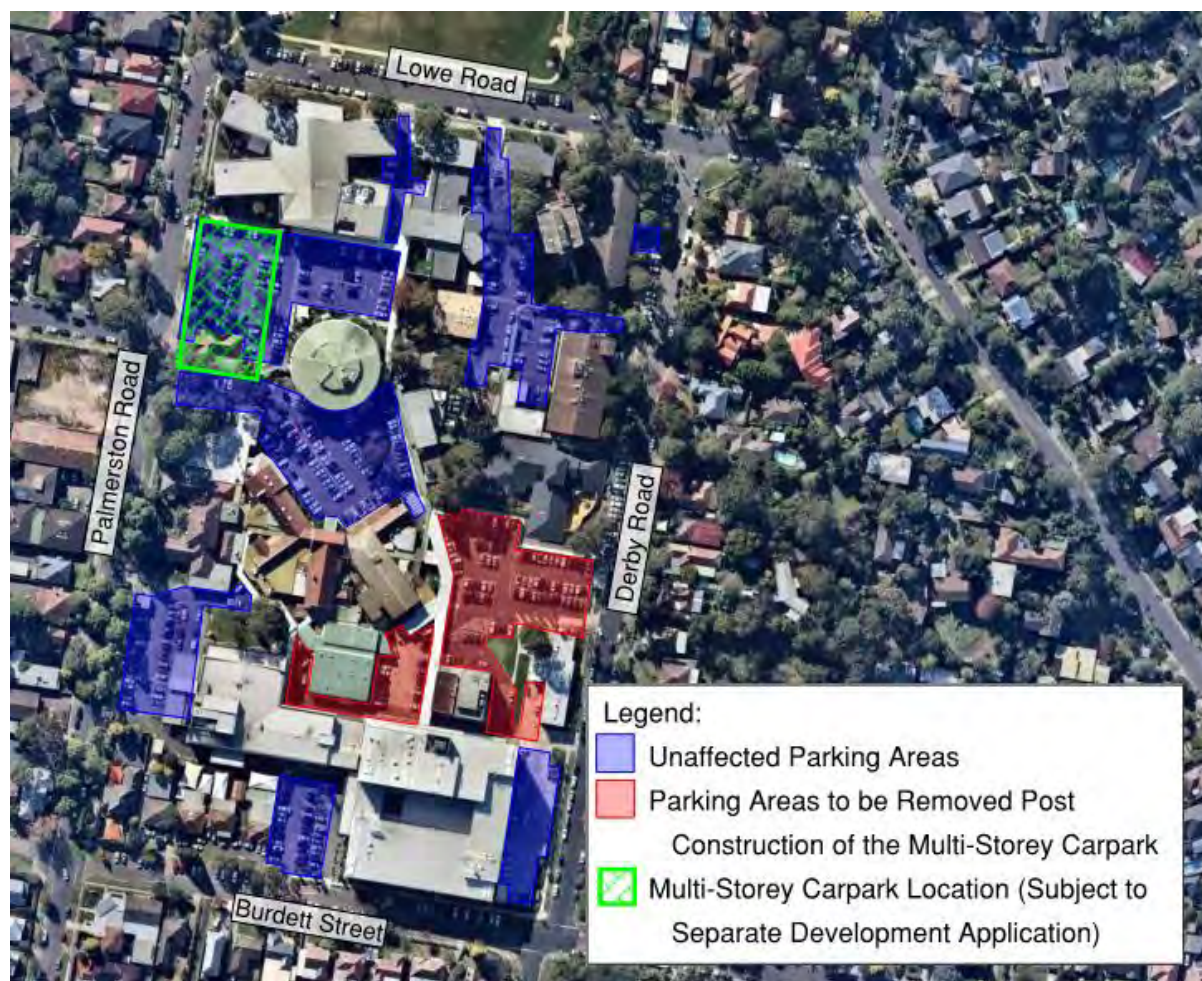 Lowe Road
Palmerston Road
Derby Road
Burdett Street
Legend:
Unaffected Parking Areas
Parking Areas to be Removed Post
Construction of the Multi-Storey Carpark
Multi-Storey Carpark Location (Subject to
Separate Development Application)